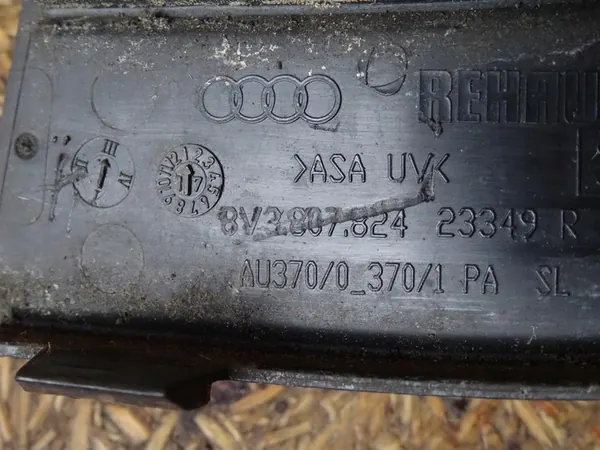 REHAU
>ASA UV<
8V3.807.824 23349 R
AU370/0_370/1 PA SL